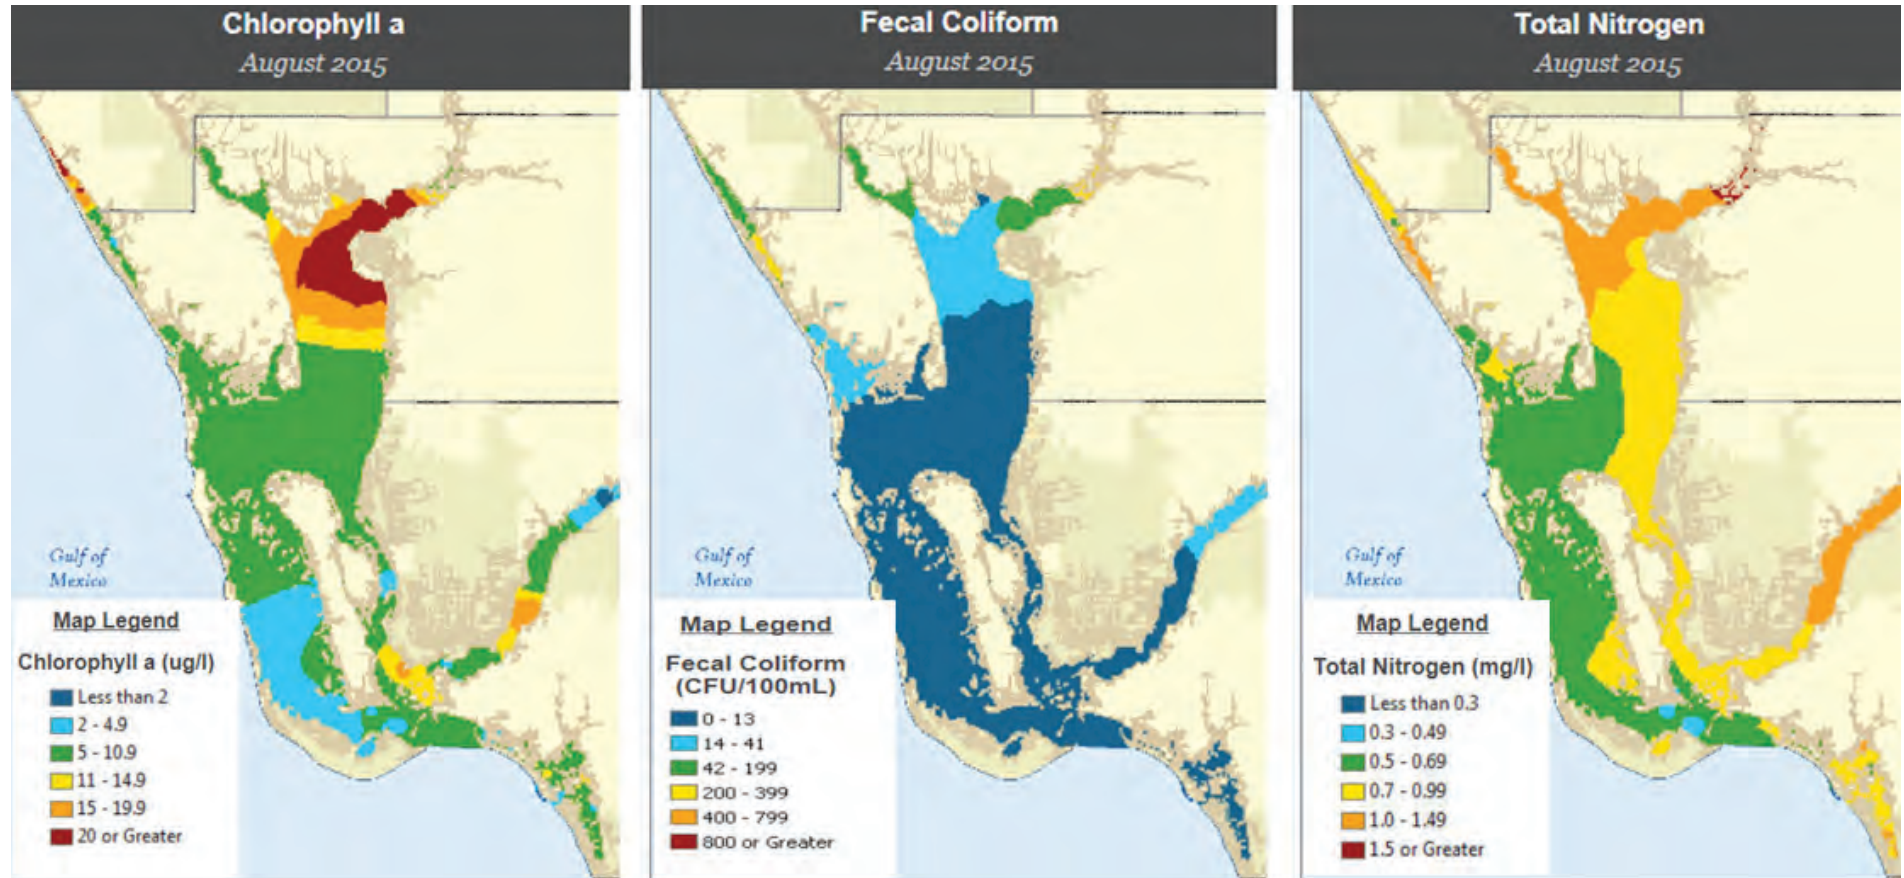 Chlorophyll a
August 2015
Gulf of
Mexico
Map Legend
Chlorophyll a (ug/l)
Less than 2
2 - 4.9
5 - 10.9
11 - 14.9
15 - 19.9
20 or Greater
Fecal Coliform
August 2015
Gulf of
Mexico
Map Legend
Fecal Coliform
(CFU/100mL)
0 - 13
14 - 41
42 - 199
200 - 399
400 - 799
800 or Greater
Total Nitrogen
August 2015
Gulf of
Mexico
Map Legend
Total Nitrogen (mg/l)
Less than 0.3
0.3 - 0.49
0.5 - 0.69
0.7 - 0.99
1.0 - 1.49
1.5 or Greater